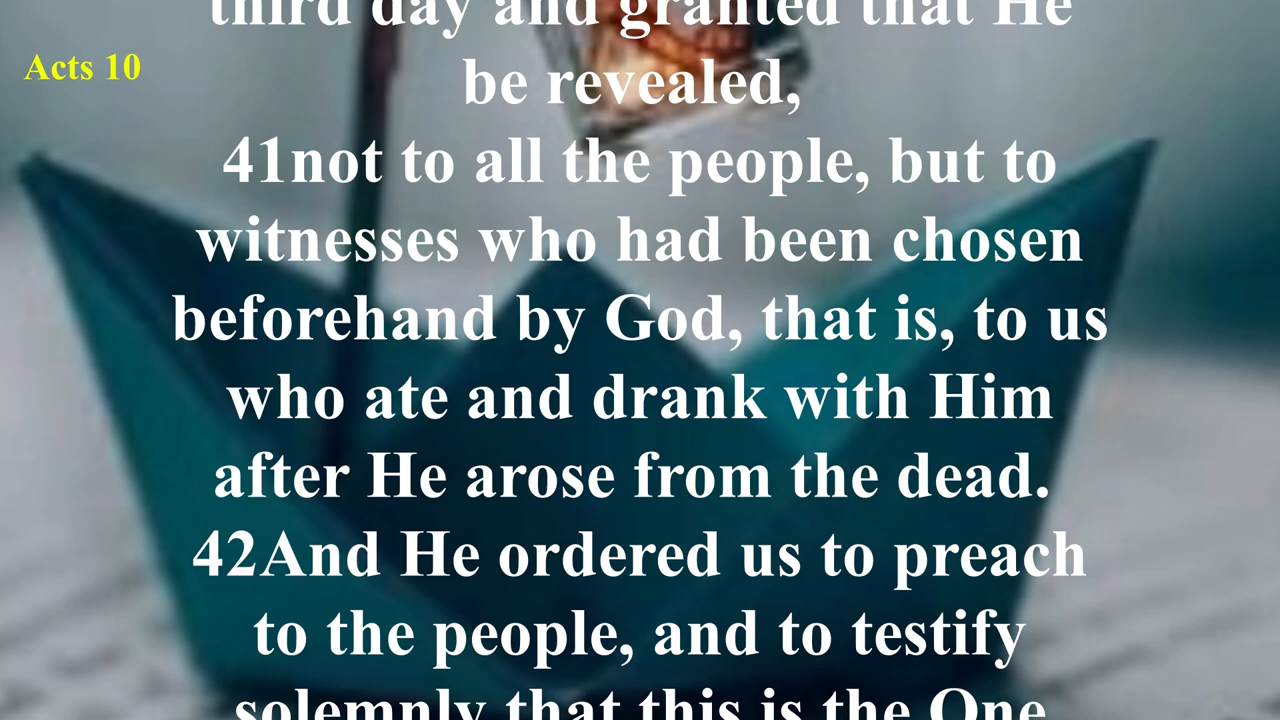 third day and granted that He
Acts 10
be revealed,
41not to all the people, but to
witnesses who had been chosen
beforehand by God, that is, to us
who ate and drank with Him
after He arose from the dead.
42And He ordered us to preach
to the people, and to testify
solemnly that this is the One